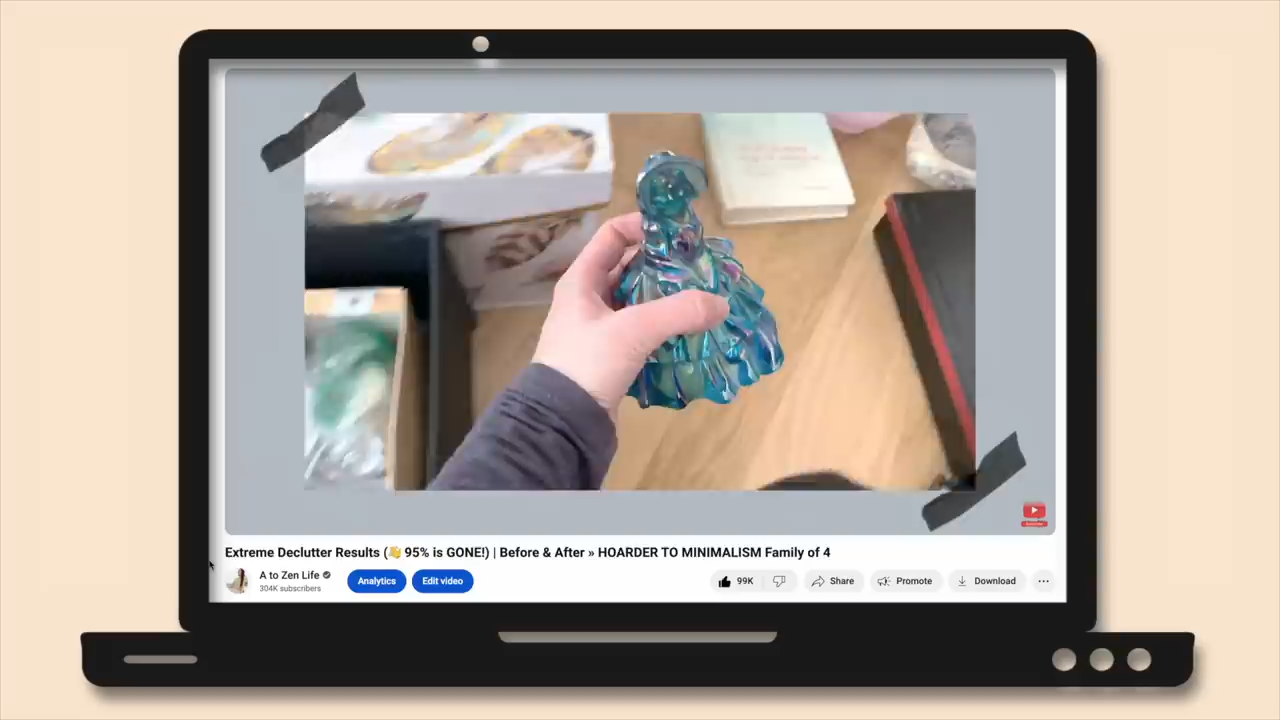 Extreme Declutter Results (👏 95% is GONE!) | Before & After » HOARDER TO MINIMALISM Family of 4
A to Zen Life
304K subscribers
Analytics
Edit video
99K
Share
Promote
Download